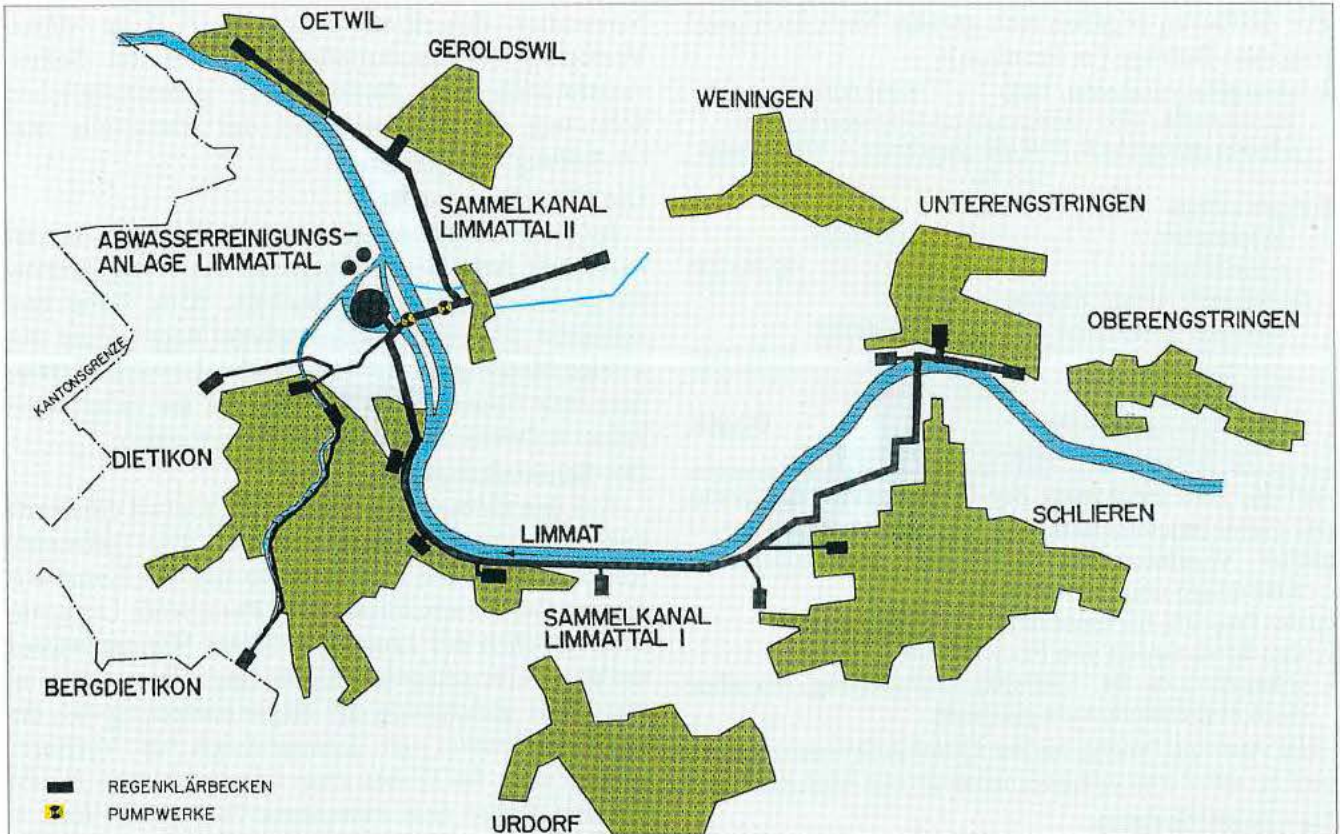 OETWIL
GEROLDSWIL
WEININGEN
SAMMELKANAL
LIMMATTAL II
UNTERENGSTRINGEN
ABWASSERREINIGUNGS-
ANLAGE LIMMATTAL
OBERENGSTRINGEN
KANTONSGRENZE
DIETIKON
SCHLIEREN
LIMMAT
SAMMELKANAL
LIMMATTAL I
BERGDIETIKON
REGENKLÄRBECKEN
PUMPWERKE
URDORF